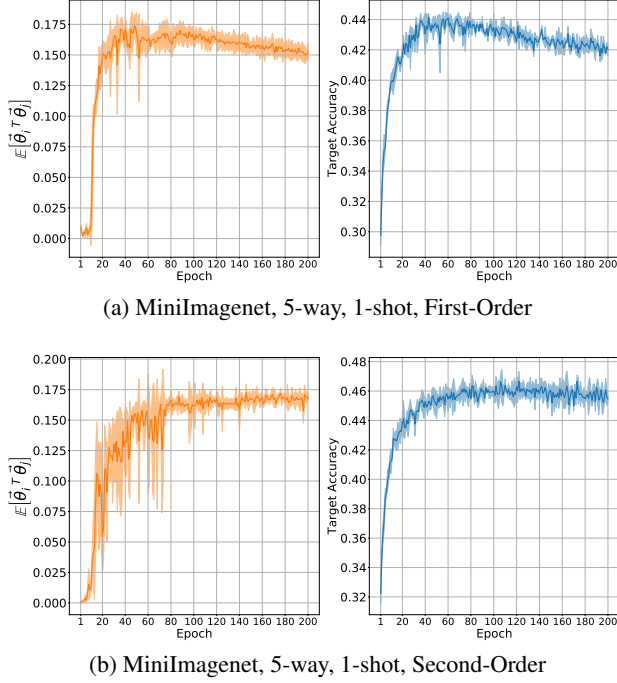 0.175
0.150
0.125
0.100
0.075
0.050
0.025
0.000
𝔼[θ⃗ᵢᵀ θ⃗ⱼ]
1 20 40 60 80 100 120 140 160 180 200
Epoch
0.44
0.42
0.40
0.38
0.36
0.34
0.32
0.30
Target Accuracy
1 20 40 60 80 100 120 140 160 180 200
Epoch
(a) MiniImagenet, 5-way, 1-shot, First-Order
0.200
0.175
0.150
0.125
0.100
0.075
0.050
0.025
0.000
𝔼[θ⃗ᵢᵀ θ⃗ⱼ]
1 20 40 60 80 100 120 140 160 180 200
Epoch
0.48
0.46
0.44
0.42
0.40
0.38
0.36
0.34
0.32
Target Accuracy
1 20 40 60 80 100 120 140 160 180 200
Epoch
(b) MiniImagenet, 5-way, 1-shot, Second-Order